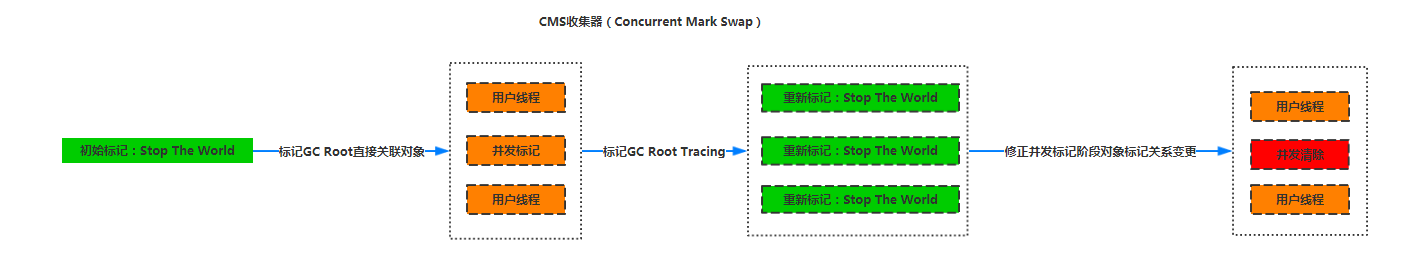 CMS收集器（Concurrent Mark Swap）
初始标记：Stop The World
标记GC Root直接关联对象
用户线程
并发标记
用户线程
标记GC Root Tracing
重新标记：Stop The World
重新标记：Stop The World
重新标记：Stop The World
修正并发标记阶段对象标记关系变更
用户线程
并发清除
用户线程